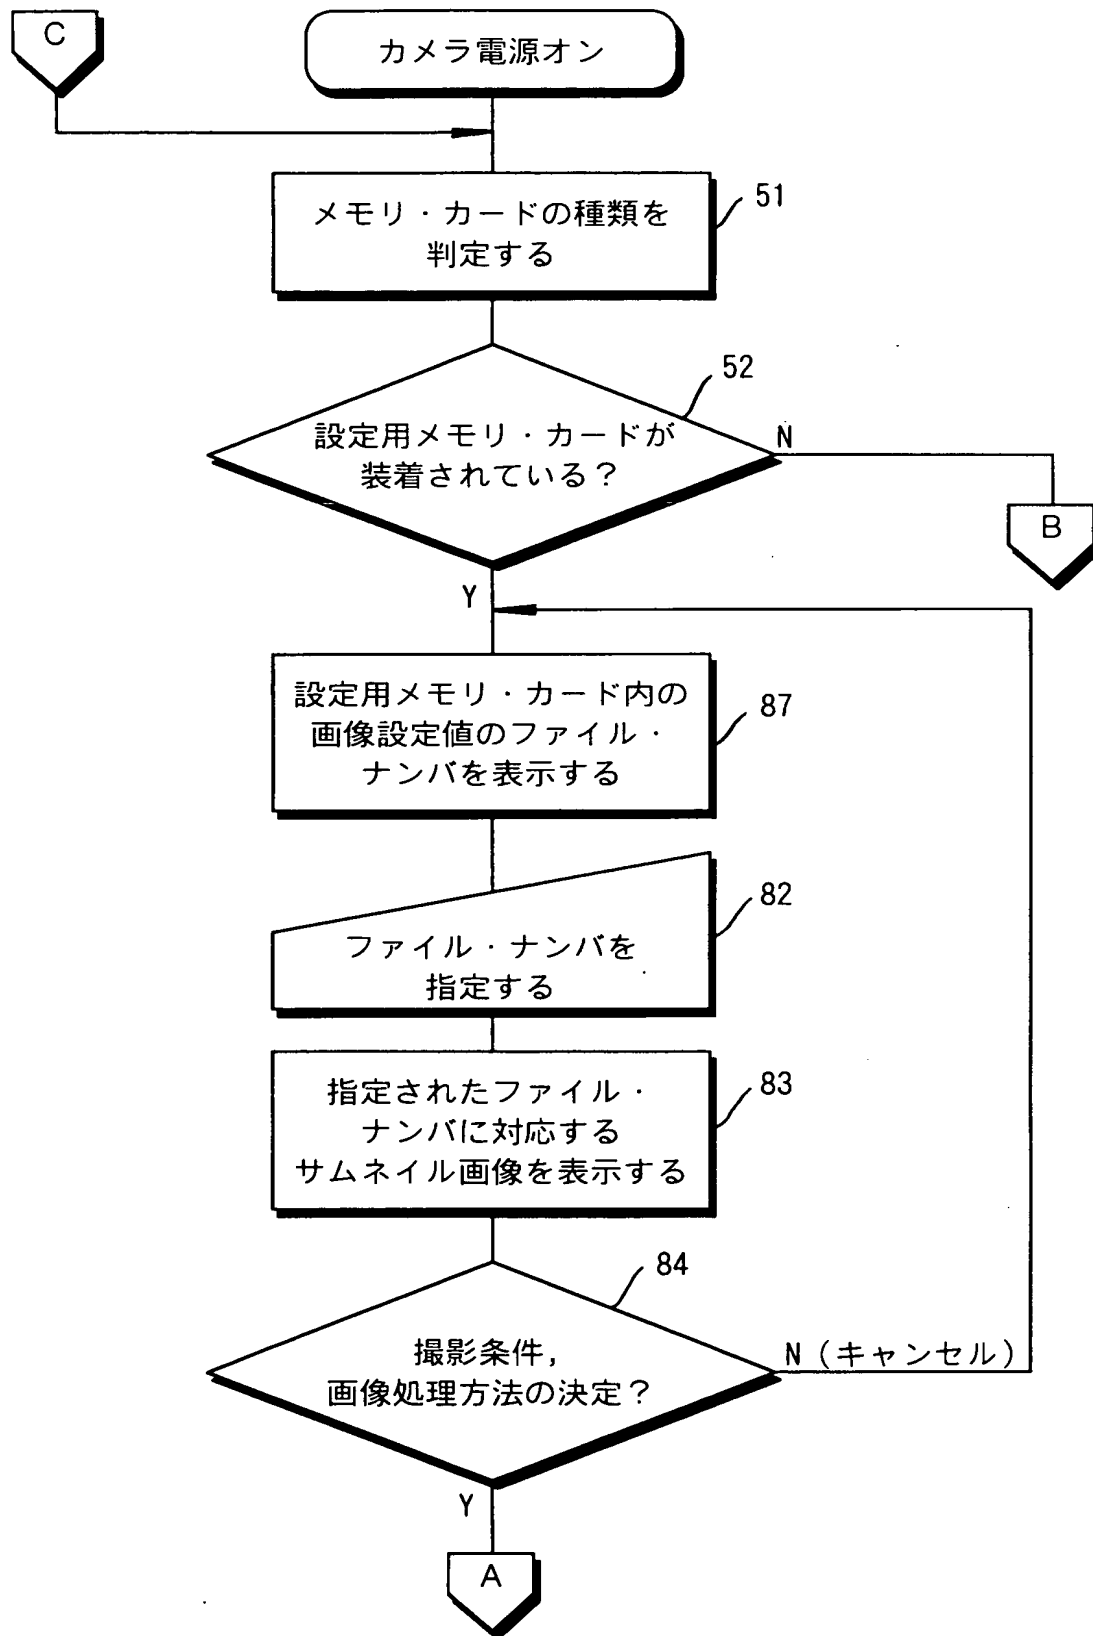 C
カメラ電源オン
メモリ・カードの種類を
判定する
51
52
設定用メモリ・カードが
装着されている?
N
B
Y
設定用メモリ・カード内の
画像設定値のファイル・
ナンバを表示する
87
ファイル・ナンバを
指定する
82
指定されたファイル・
ナンバに対応する
サムネイル画像を表示する
83
84
撮影条件,
画像処理方法の決定?
N(キャンセル)
Y
A